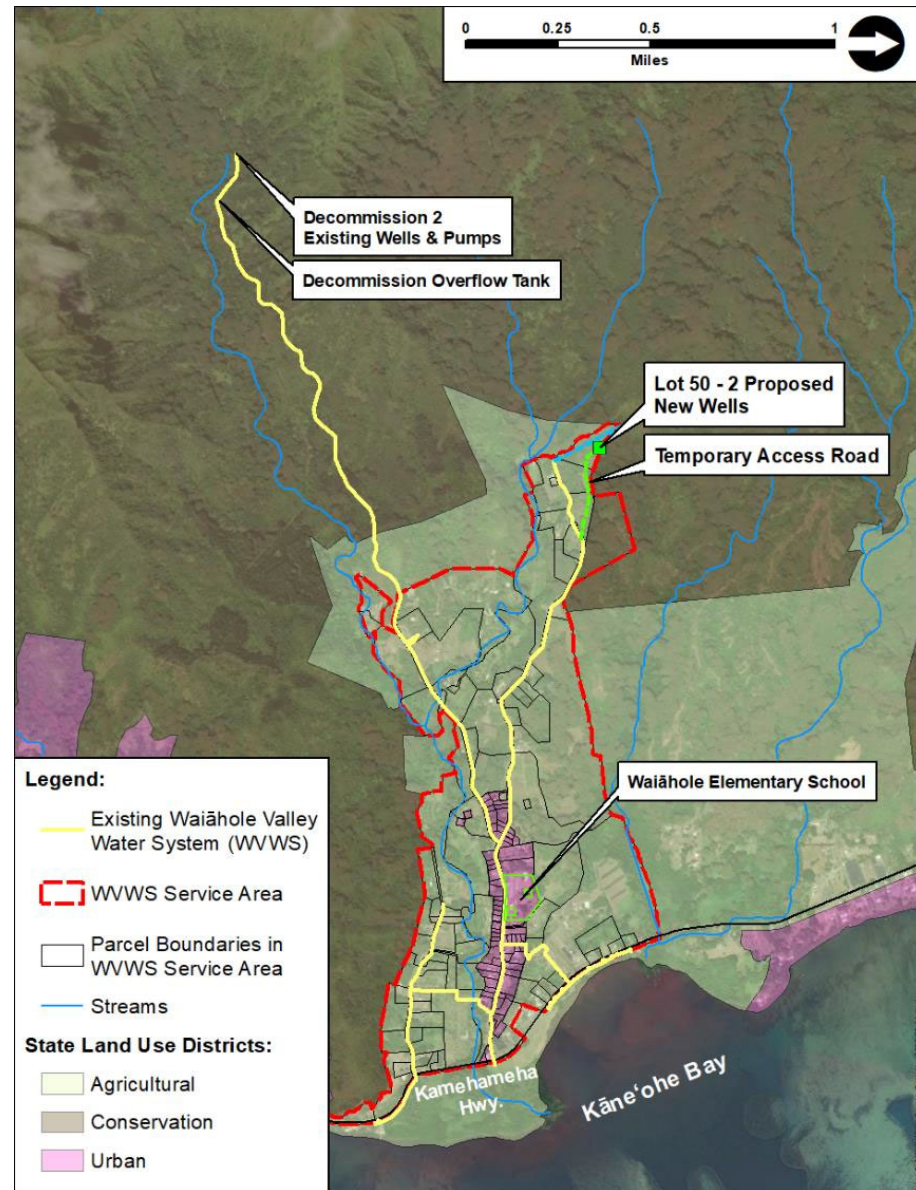 0 0.25 0.5 1
Miles
Decommission 2
Existing Wells & Pumps
Decommission Overflow Tank
Lot 50 - 2 Proposed
New Wells
Temporary Access Road
Waiāhole Elementary School
Kamehameha
Hwy.
Kāneʻohe Bay
Legend:
Existing Waiāhole Valley
Water System (WVWS)
WVWS Service Area
Parcel Boundaries in
WVWS Service Area
Streams
State Land Use Districts:
Agricultural
Conservation
Urban